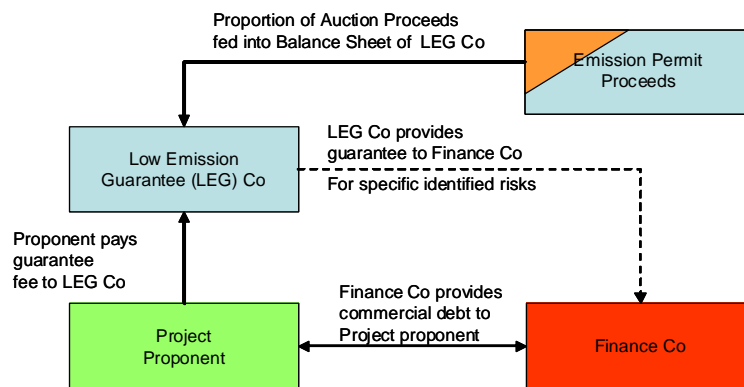 Proportion of Auction Proceeds
fed into Balance Sheet of LEG Co
Emission Permit
Proceeds
Low Emission
Guarantee (LEG) Co
LEG Co provides
guarantee to Finance Co
For specific identified risks
Proponent pays
guarantee
fee to LEG Co
Finance Co provides
commercial debt to
Project proponent
Project
Proponent
Finance Co